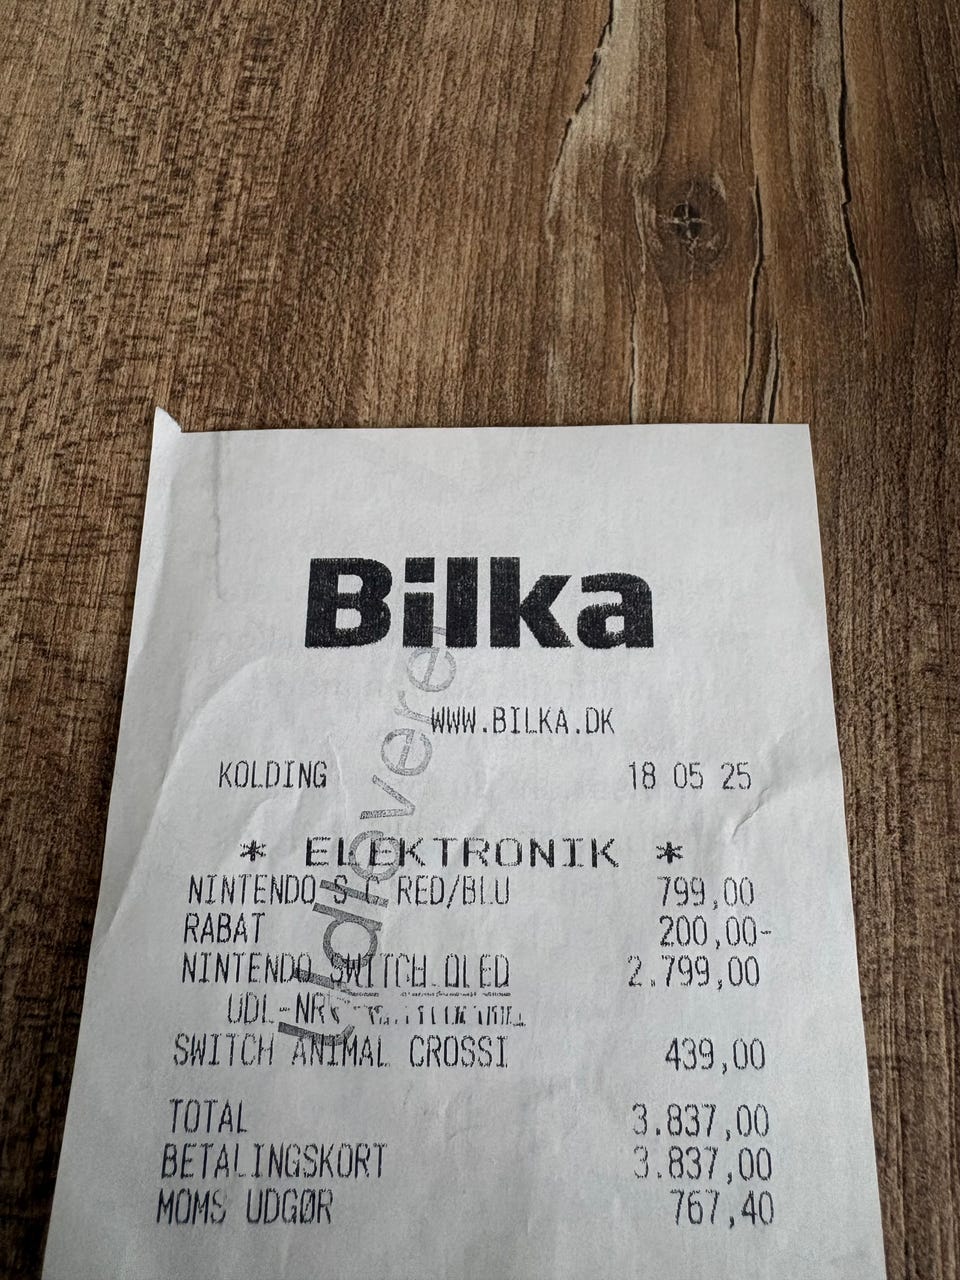 Bilka
WWW.BILKA.DK
KOLDING 18 05 25
* ELEKTRONIK *
NINTENDO S C RED/BLU 799,00
RABAT 200,00-
NINTENDO SWITCH OLED 2.799,00
UDL-NR
SWITCH ANIMAL CROSSI 439,00
TOTAL 3.837,00
BETALINGSKORT 3.837,00
MOMS UDGØR 767,40
Udleveret